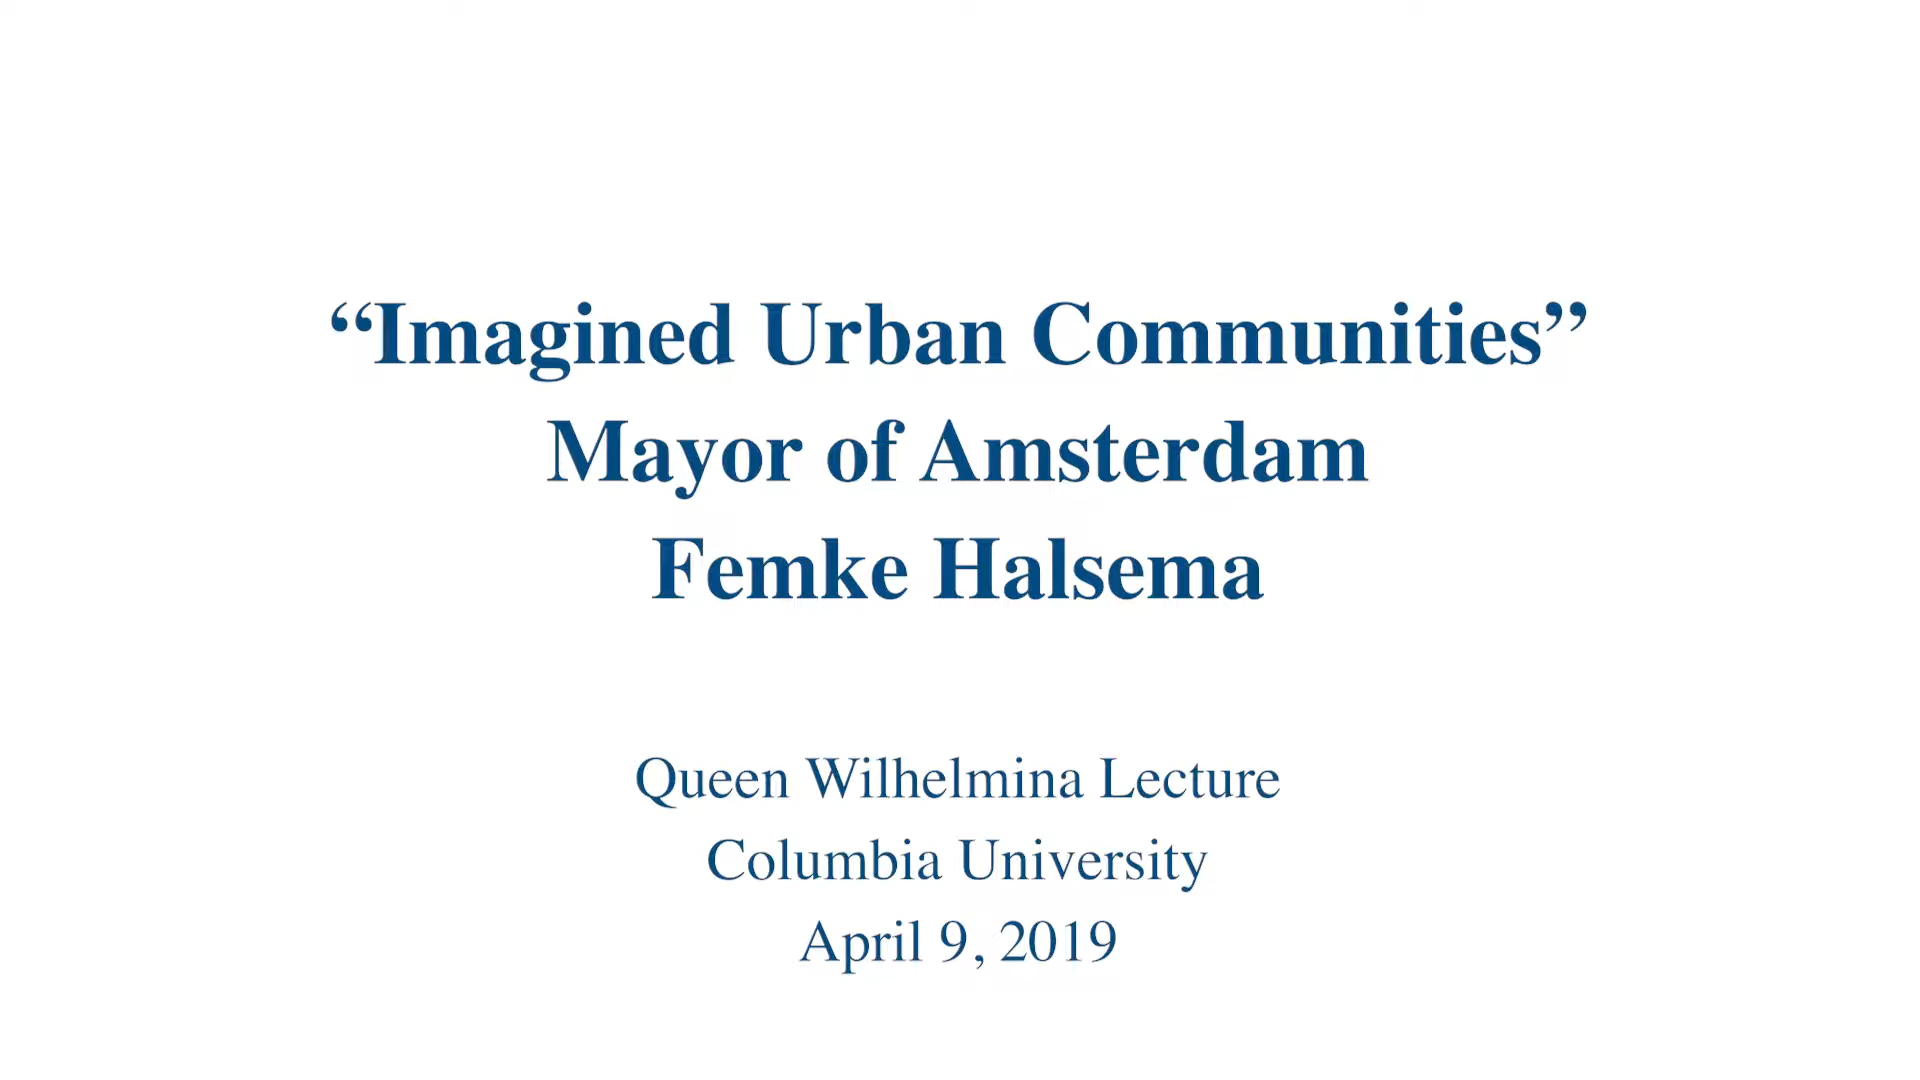 “Imagined Urban Communities”
Mayor of Amsterdam
Femke Halsema
Queen Wilhelmina Lecture
Columbia University
April 9, 2019